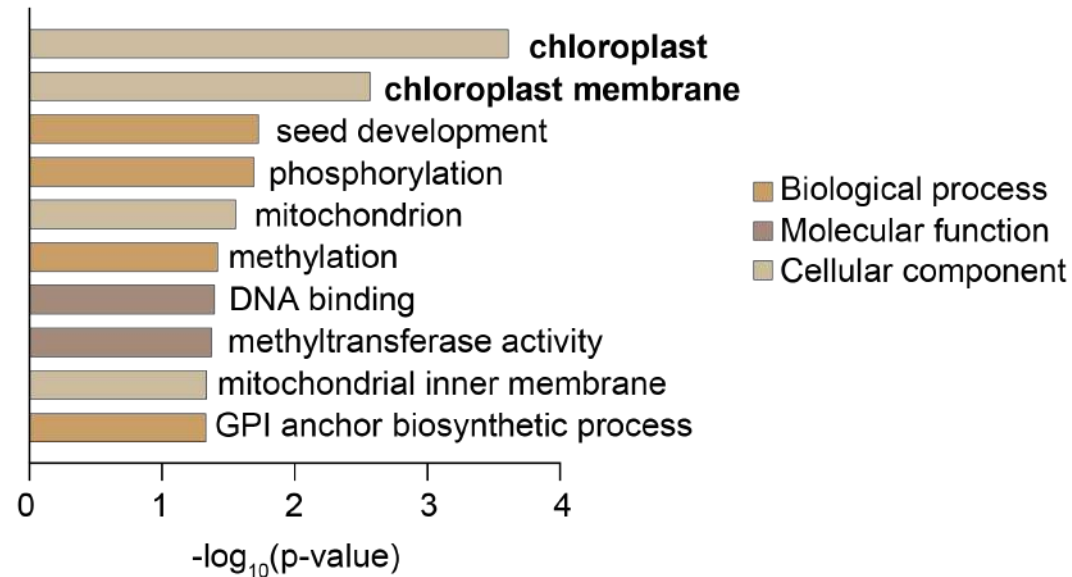 chloroplast
chloroplast membrane
seed development
phosphorylation
mitochondrion
methylation
DNA binding
methyltransferase activity
mitochondrial inner membrane
GPI anchor biosynthetic process
Biological process
Molecular function
Cellular component
0 1 2 3 4
-log10(p-value)